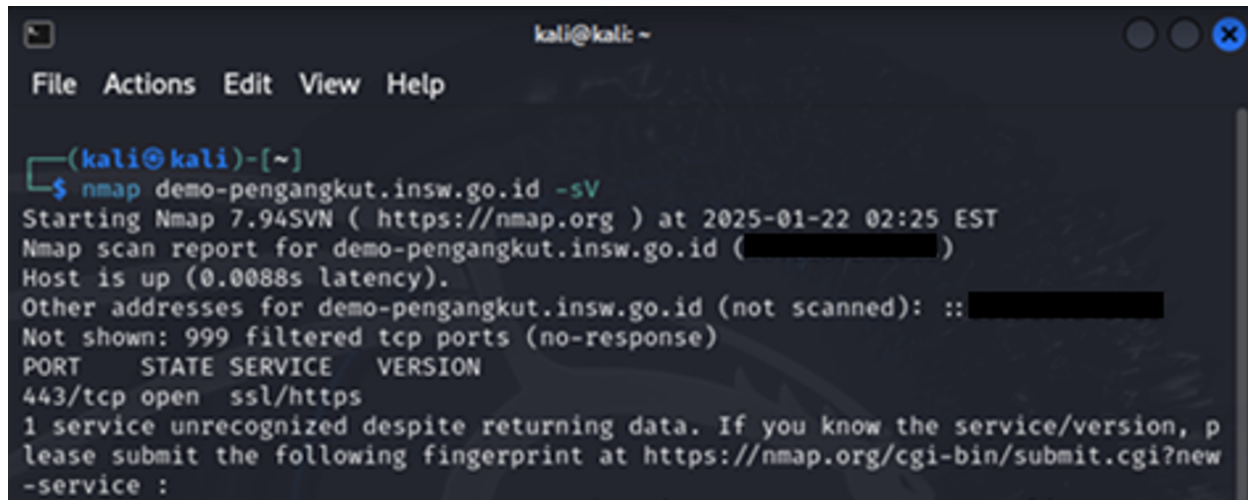 kali@kali: ~
File Actions Edit View Help
(kali㉿kali)-[~]
$ nmap demo-pengangkut.insw.go.id -sV
Starting Nmap 7.94SVN ( https://nmap.org ) at 2025-01-22 02:25 EST
Nmap scan report for demo-pengangkut.insw.go.id ( )
Host is up (0.0088s latency).
Other addresses for demo-pengangkut.insw.go.id (not scanned): ::
Not shown: 999 filtered tcp ports (no-response)
PORT STATE SERVICE VERSION
443/tcp open ssl/https
1 service unrecognized despite returning data. If you know the service/version, p
lease submit the following fingerprint at https://nmap.org/cgi-bin/submit.cgi?new
-service :